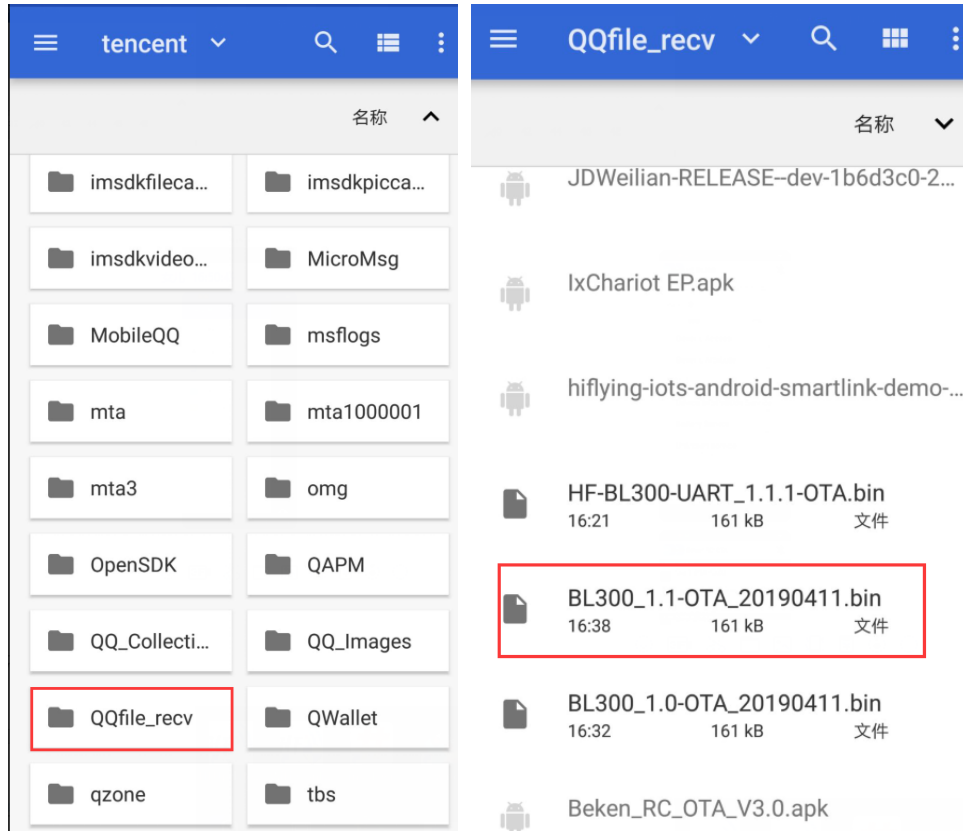 tencent
名称
imsdkfileca...
imsdkpicca...
imsdkvideo...
MicroMsg
MobileQQ
msflogs
mta
mta1000001
mta3
omg
OpenSDK
QAPM
QQ_Collecti...
QQ_Images
QQfile_recv
QWallet
qzone
tbs
QQfile_recv
名称
JDWeilian-RELEASE--dev-1b6d3c0-2...
IxChariot EP.apk
hiflying-iots-android-smartlink-demo-...
HF-BL300-UART_1.1.1-OTA.bin
16:21 161 kB 文件
BL300_1.1-OTA_20190411.bin
16:38 161 kB 文件
BL300_1.0-OTA_20190411.bin
16:32 161 kB 文件
Beken_RC_OTA_V3.0.apk